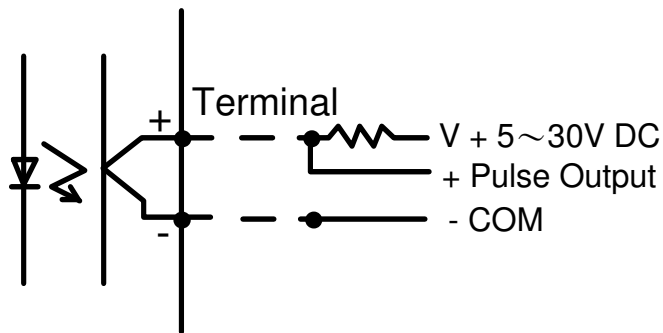 + Terminal
V + 5～30V DC
+ Pulse Output
- - COM